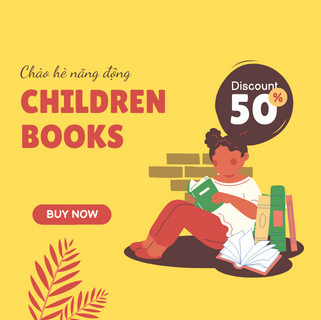 Chào hè năng động
CHILDREN
BOOKS
Discount
50%
BUY NOW